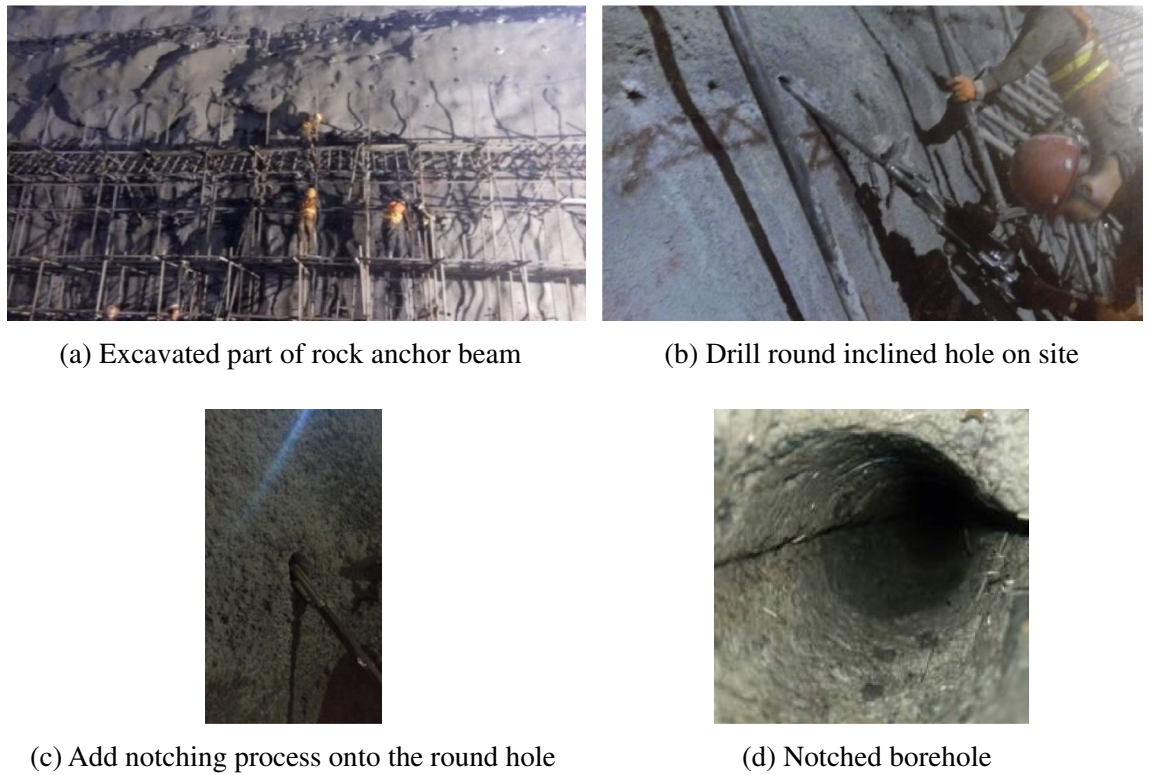 (a) Excavated part of rock anchor beam
(b) Drill round inclined hole on site
(c) Add notching process onto the round hole
(d) Notched borehole